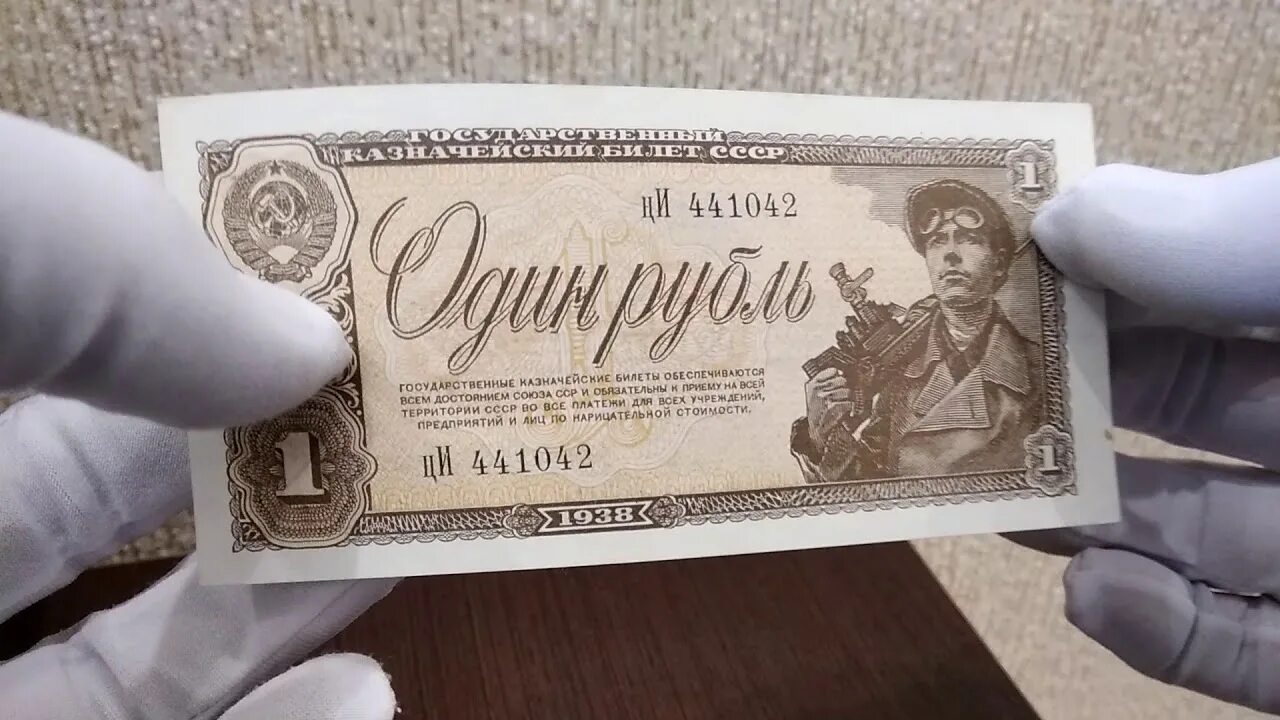 ГОСУДАРСТВЕННЫЙ
КАЗНАЧЕЙСКИЙ БИЛЕТ СССР
1
цИ 441042
Один рубль
ГОСУДАРСТВЕННЫЕ КАЗНАЧЕЙСКИЕ БИЛЕТЫ ОБЕСПЕЧИВАЮТСЯ
ВСЕМ ДОСТОЯНИЕМ СОЮЗА ССР И ОБЯЗАТЕЛЬНЫ К ПРИЕМУ НА ВСЕЙ
ТЕРРИТОРИИ СССР ВО ВСЕ ПЛАТЕЖИ ДЛЯ ВСЕХ УЧРЕЖДЕНИЙ,
ПРЕДПРИЯТИЙ И ЛИЦ ПО НАРИЦАТЕЛЬНОЙ СТОИМОСТИ.
цИ 441042
1
1
1938